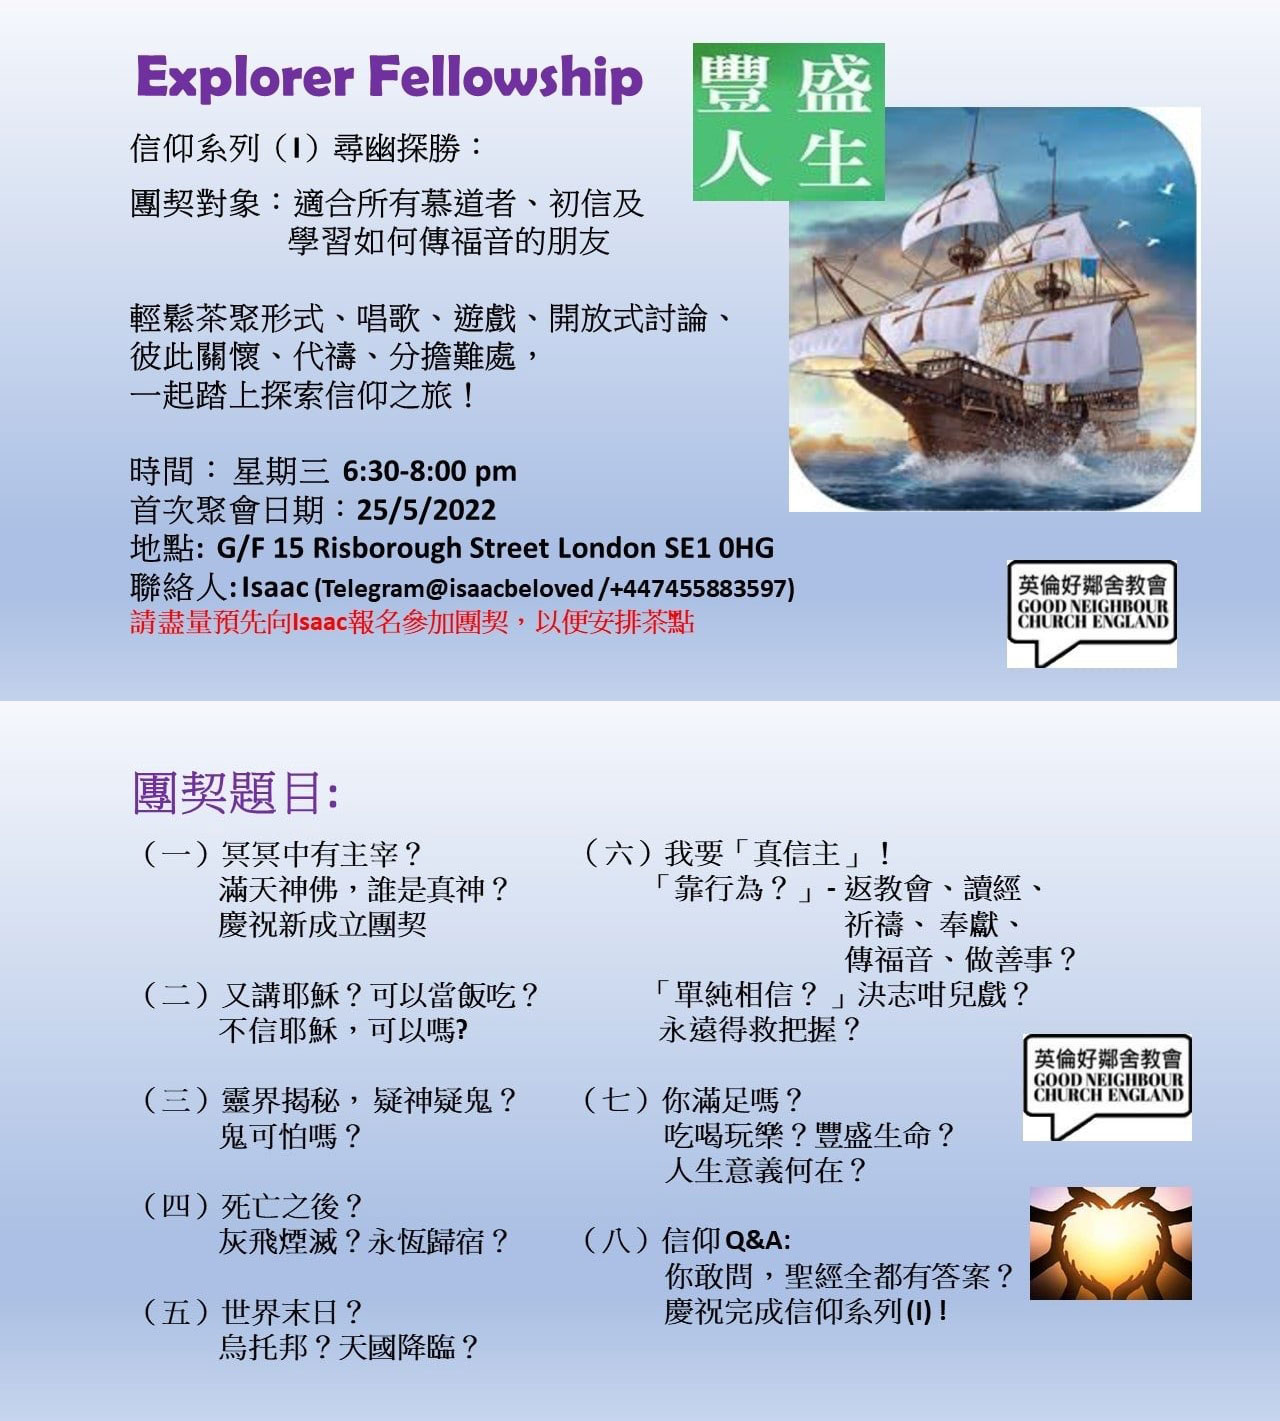 Explorer Fellowship
豐盛
人生
信仰系列（I）尋幽探勝：
團契對象：適合所有慕道者、初信及
學習如何傳福音的朋友
輕鬆茶聚形式、唱歌、遊戲、開放式討論、
彼此關懷、代禱、分擔難處，
一起踏上探索信仰之旅！
時間： 星期三 6:30-8:00 pm
首次聚會日期：25/5/2022
地點: G/F 15 Risborough Street London SE1 0HG
聯絡人: Isaac (Telegram@isaacbeloved /+447455883597)
請盡量預先向Isaac報名參加團契，以便安排茶點
英倫好鄰舍教會
GOOD NEIGHBOUR
CHURCH ENGLAND
團契題目:
（一）冥冥中有主宰？
滿天神佛，誰是真神？
慶祝新成立團契
（二）又講耶穌？可以當飯吃？
不信耶穌，可以嗎?
（三）靈界揭秘， 疑神疑鬼？
鬼可怕嗎？
（四）死亡之後？
灰飛煙滅？永恆歸宿？
（五）世界末日？
烏托邦？天國降臨？
（六）我要「真信主」！
「靠行為？」- 返教會、讀經、
祈禱、 奉獻、
傳福音、做善事？
「單純相信？ 」決志咁兒戲？
永遠得救把握？
（七）你滿足嗎？
吃喝玩樂？豐盛生命？
人生意義何在？
（八）信仰 Q&A:
你敢問，聖經全都有答案？
慶祝完成信仰系列(I)！
英倫好鄰舍教會
GOOD NEIGHBOUR
CHURCH ENGLAND